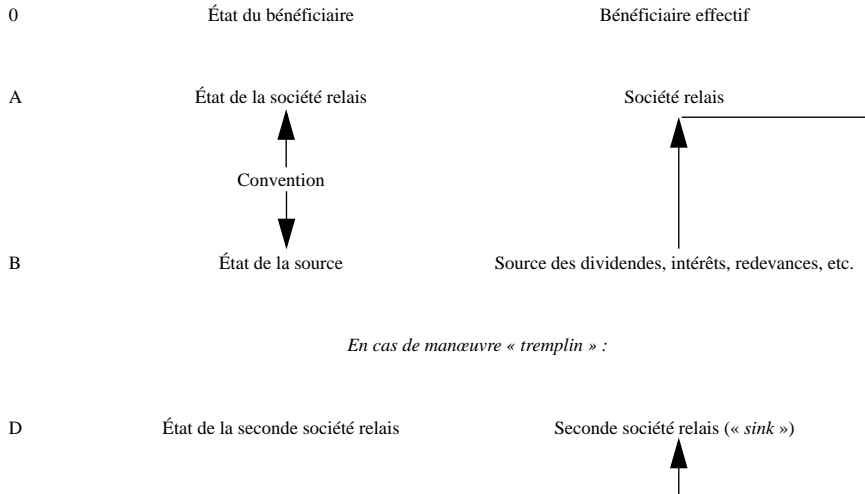 0 État du bénéficiaire Bénéficiaire effectif
A État de la société relais Société relais
Convention
B État de la source Source des dividendes, intérêts, redevances, etc.
En cas de manœuvre « tremplin » :
D État de la seconde société relais Seconde société relais (« sink »)